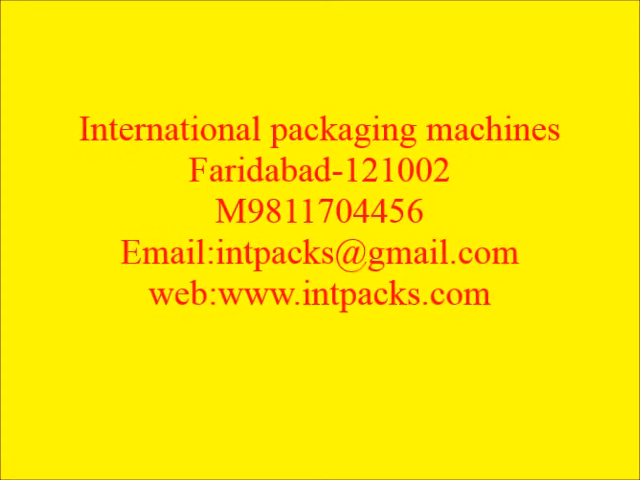 International packaging machines
Faridabad-121002
M9811704456
Email:intpacks@gmail.com
web:www.intpacks.com